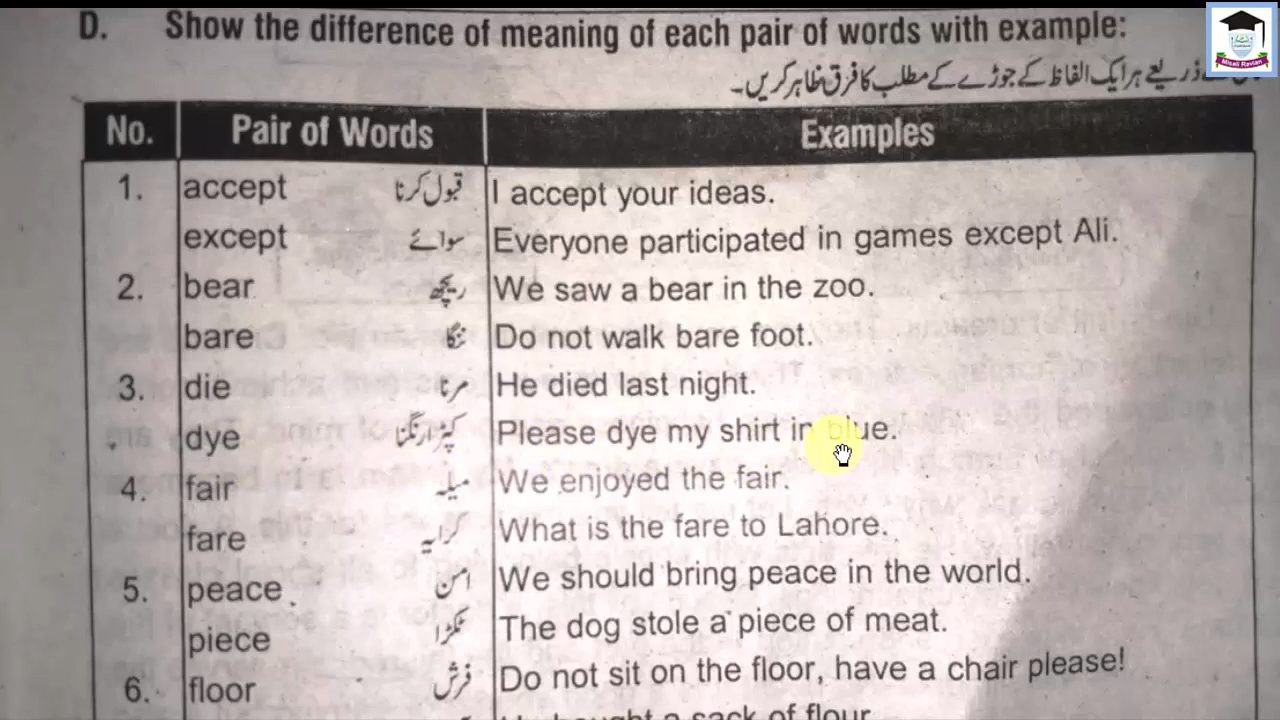 D. Show the difference of meaning of each pair of words with example:
ذریعے ہر ایک الفاظ کے جوڑے کے مطلب کا فرق ظاہر کریں۔
Misali Ravian
No. Pair of Words Examples
1. accept قبول کرنا I accept your ideas.
except سوائے Everyone participated in games except Ali.
2. bear ریچھ We saw a bear in the zoo.
bare ننگا Do not walk bare foot.
3. die مرنا He died last night.
dye کپڑا رنگنا Please dye my shirt in blue.
4. fair میلہ We enjoyed the fair.
fare کرایہ What is the fare to Lahore.
5. peace امن We should bring peace in the world.
piece ٹکڑا The dog stole a piece of meat.
6. floor فرش Do not sit on the floor, have a chair please!
bought a sack of flour